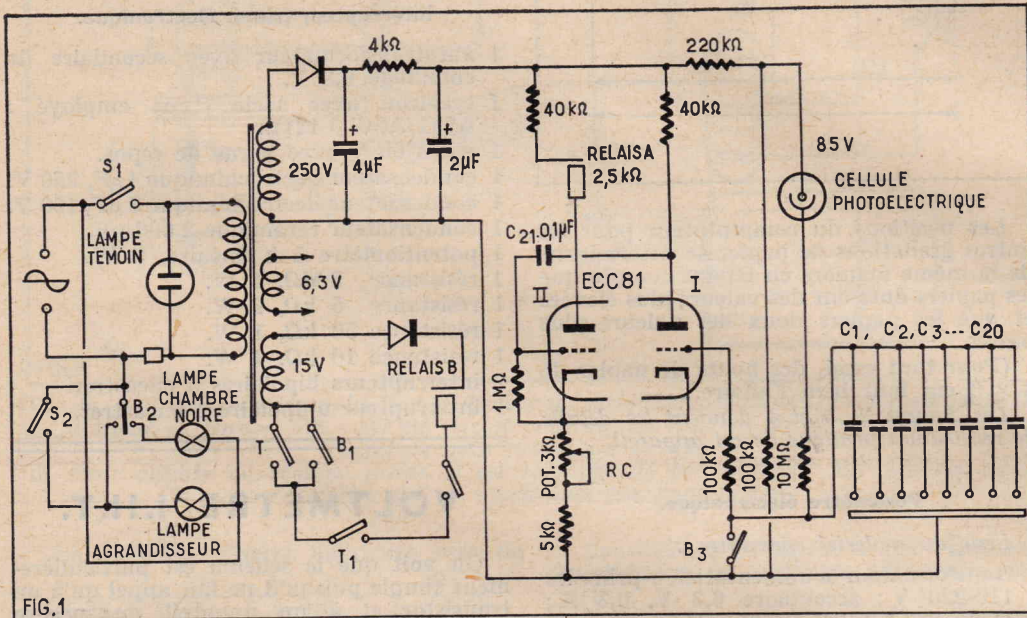 4kΩ
220kΩ
40kΩ
40kΩ
S1
250V
4µF
2µF
RELAIS A
2,5kΩ
85V
CELLULE
PHOTOELECTRIQUE
LAMPE
TEMOIN
C21 0,1µF
ECC81
II
I
6,3V
C1, C2, C3 --- C20
15V
RELAIS B
1MΩ
S2
B2
LAMPE
CHAMBRE
NOIRE
T
B1
POT. 3kΩ
RC
100kΩ
100kΩ
10MΩ
LAMPE
AGRANDISSEUR
T1
5kΩ
B3
FIG.1